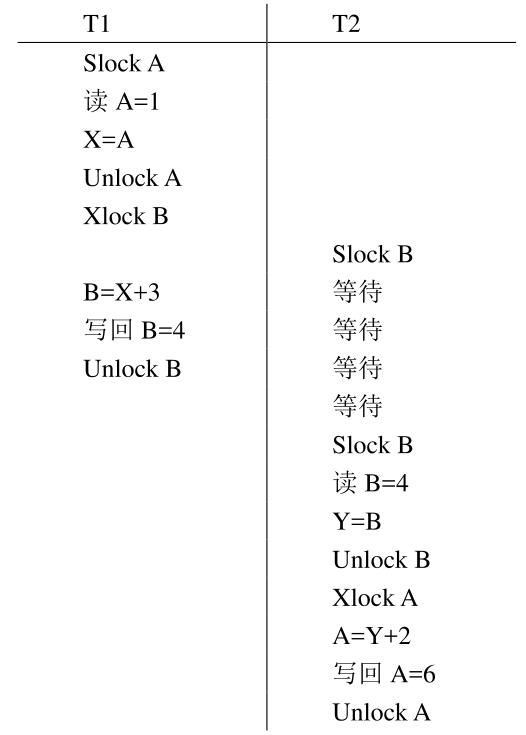 T1 T2
Slock A
读 A=1
X=A
Unlock A
Xlock B
Slock B
B=X+3 等待
写回 B=4 等待
Unlock B 等待
等待
Slock B
读 B=4
Y=B
Unlock B
Xlock A
A=Y+2
写回 A=6
Unlock A